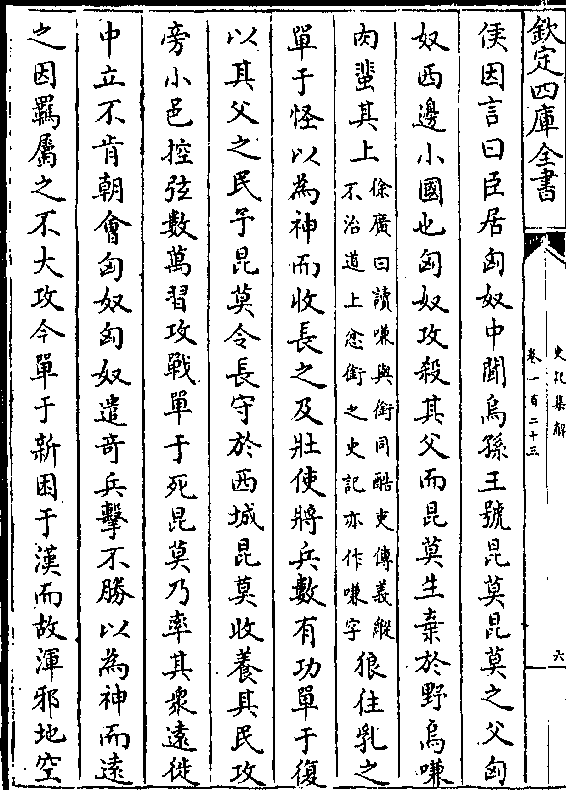 欽定四庫全書
史記集解
卷一百二十三
六
侯因言曰臣居匈奴中聞烏孫王號昆莫昆莫之父匈
奴西邊小國也匈奴攻殺其父而昆莫生棄於野烏嗛
肉蜚其上
徐廣曰讀嗛與銜同酷吏傳義縱
不治道上忿銜之史記亦作嗛字
狼往乳之
單于怪以為神而收長之及壯使將兵數有功單于復
以其父之民予昆莫令長守於西城昆莫收養其民攻
旁小邑控弦數萬習攻戰單于死昆莫乃率其衆遠徙
中立不肯朝會匈奴匈奴遣竒兵擊不勝以為神而遠
之因羈屬之不大攻今單于新困于漢而故渾邪地空